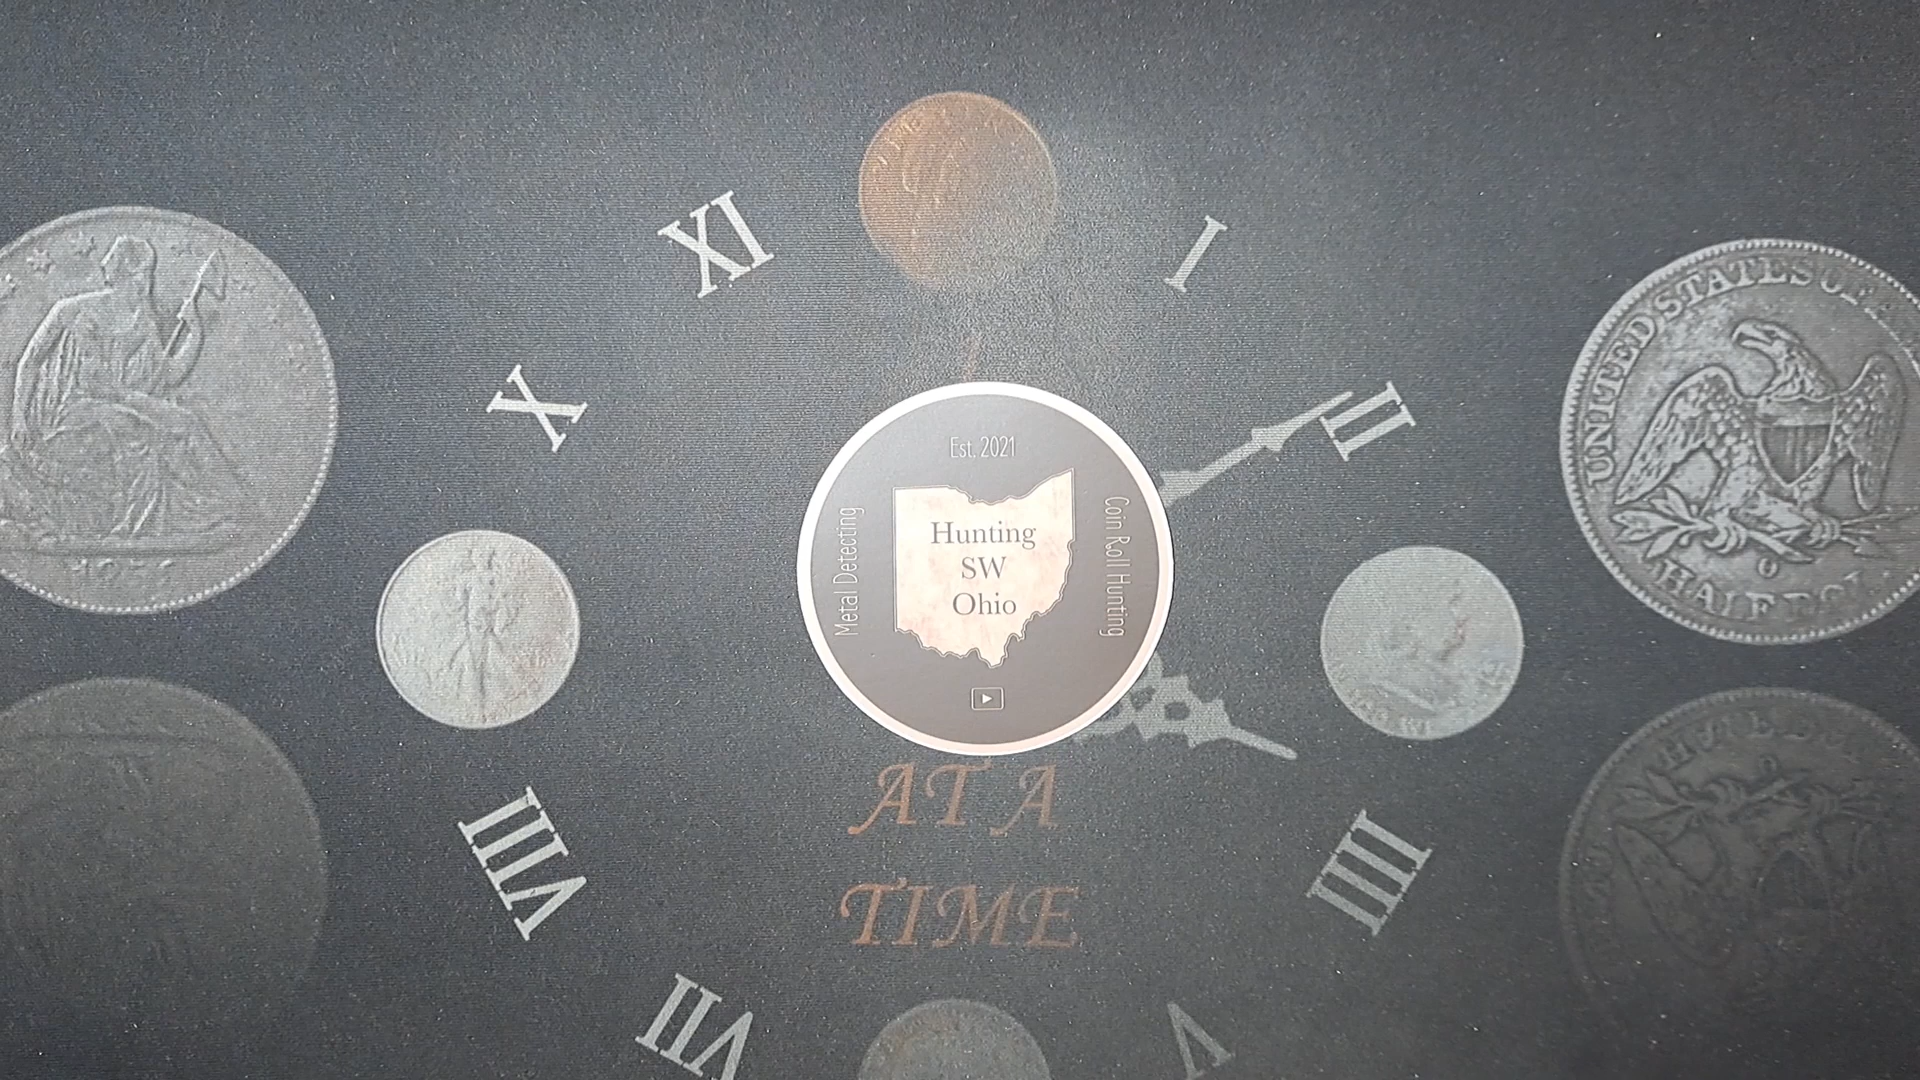 XI
I
X
II
UNITED STATES OF
HALF DOL.
O
Est. 2021
Metal Detecting
Coin Roll Hunting
Hunting
SW
Ohio
AT A
TIME
VIII
IIII
VII
V